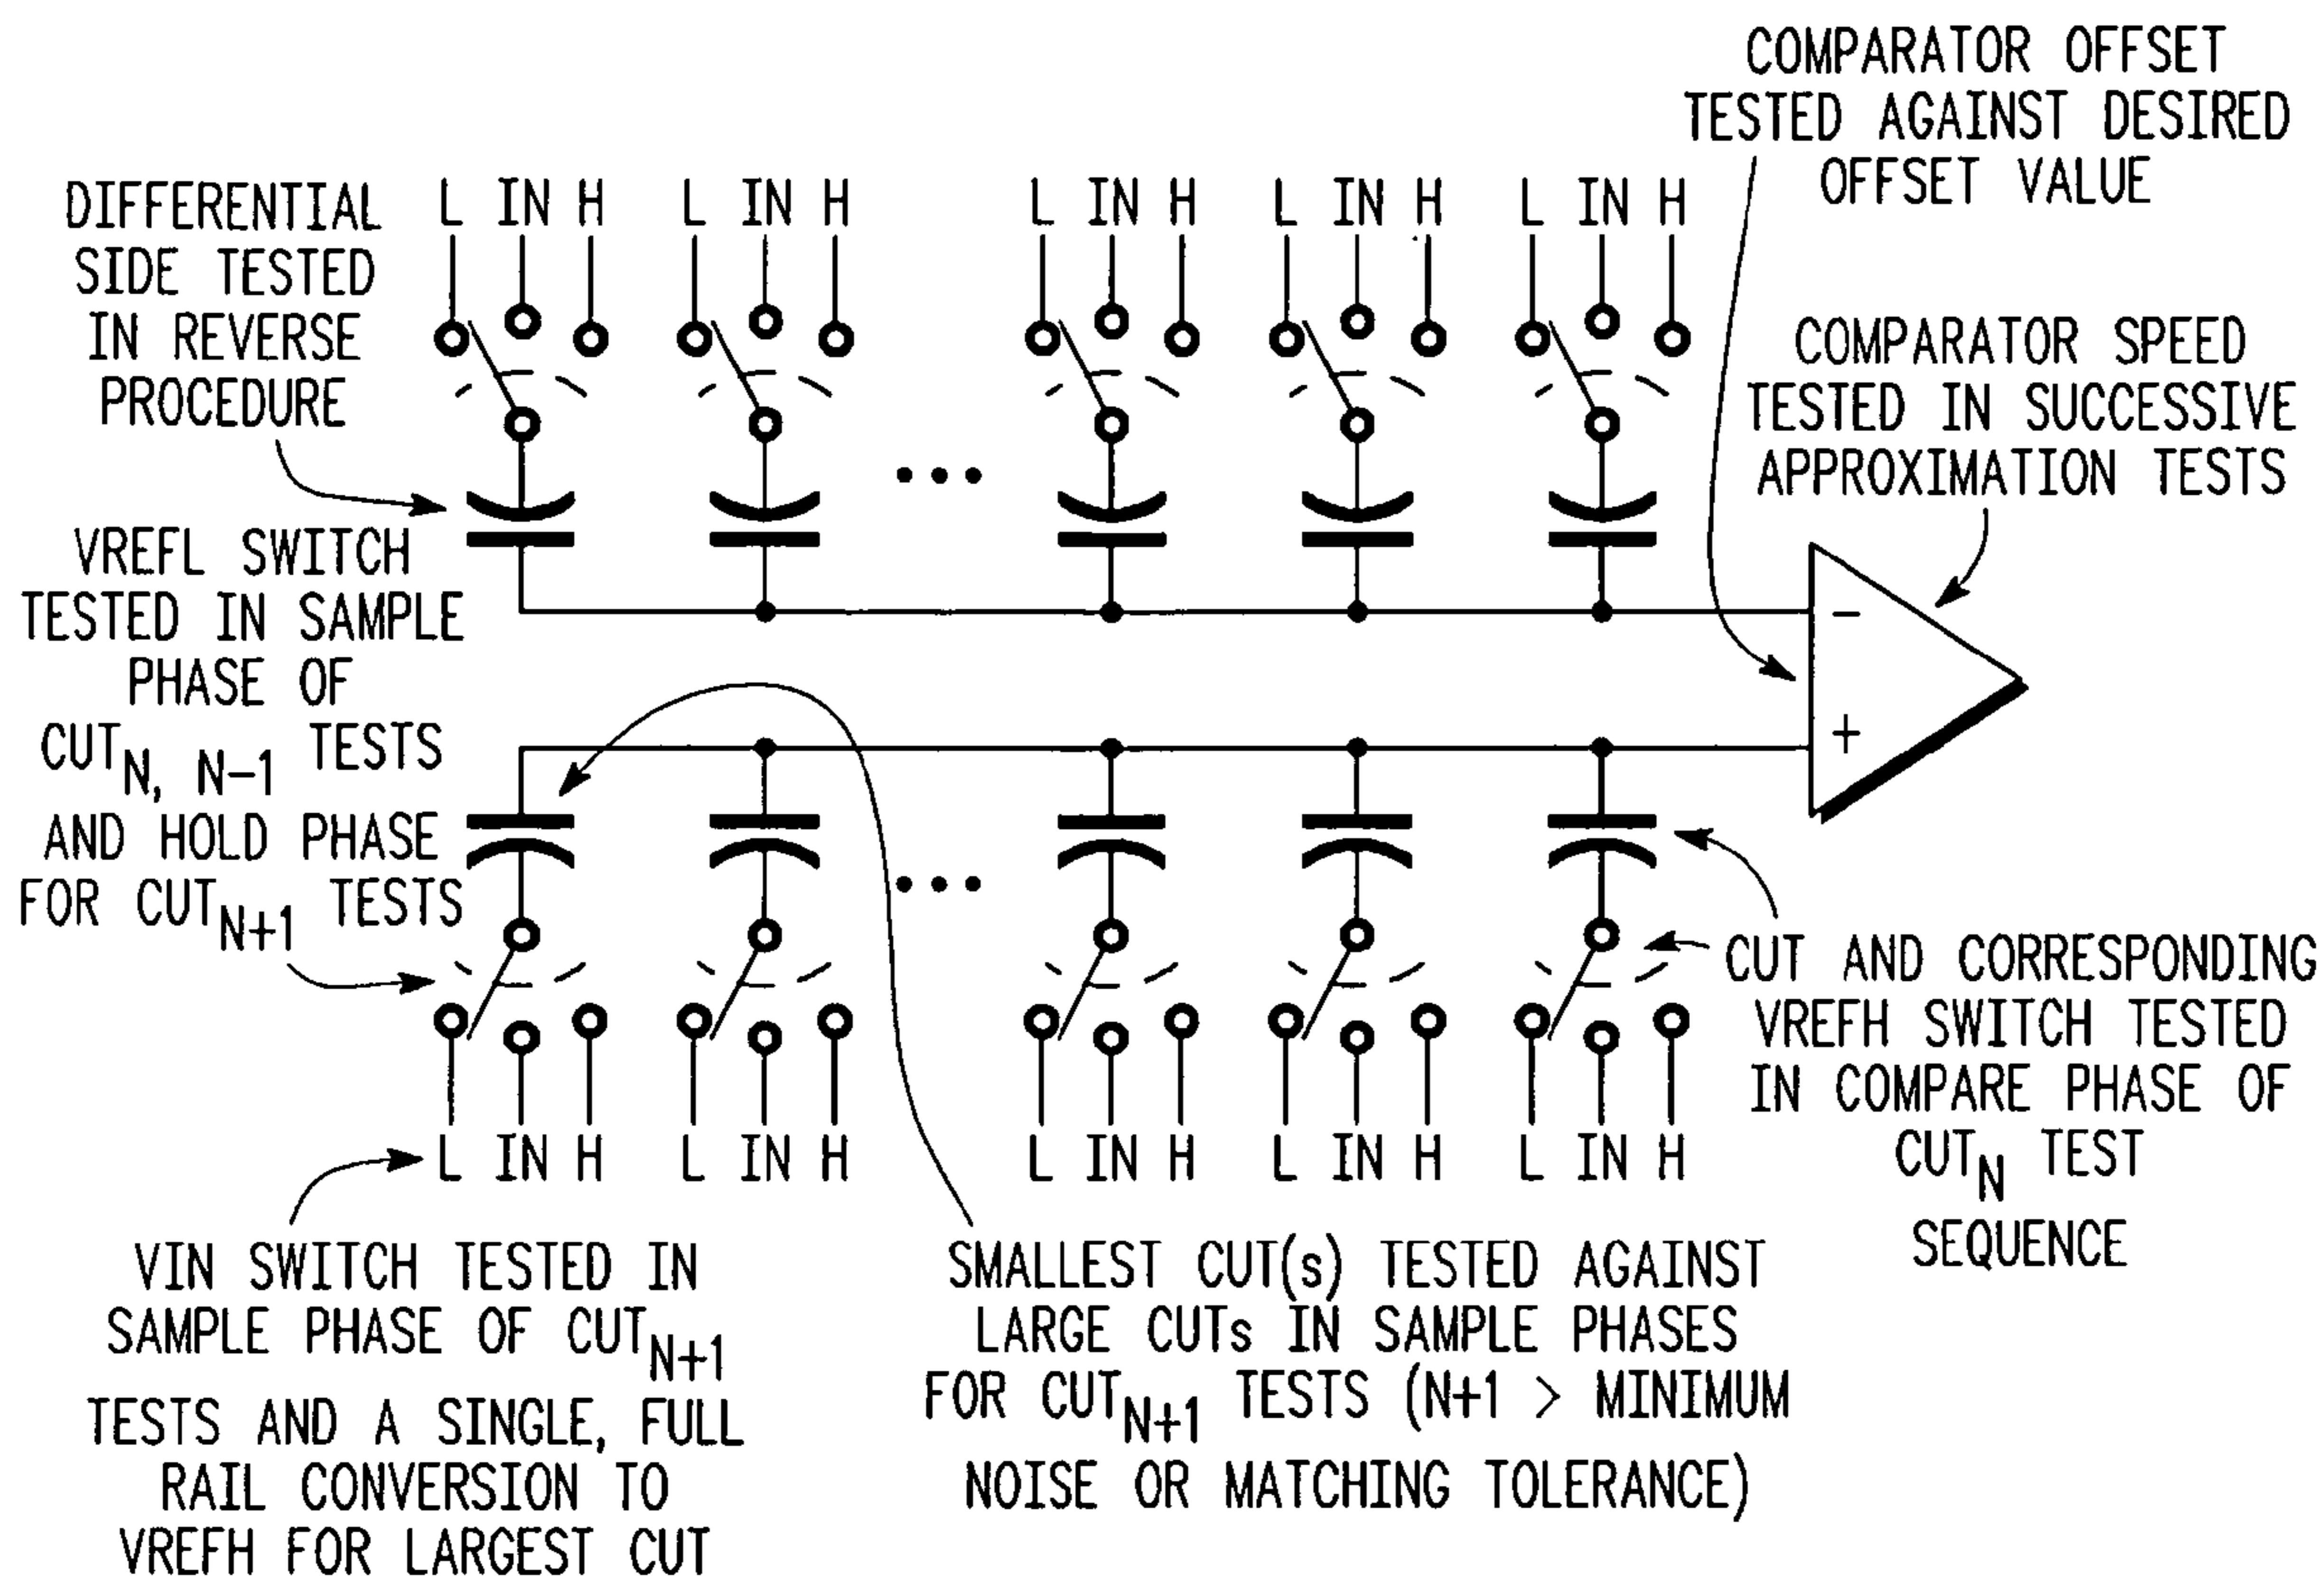 COMPARATOR OFFSET
TESTED AGAINST DESIRED
OFFSET VALUE
DIFFERENTIAL
SIDE TESTED
IN REVERSE
PROCEDURE
L IN H L IN H L IN H L IN H L IN H
COMPARATOR SPEED
TESTED IN SUCCESSIVE
APPROXIMATION TESTS
VREFL SWITCH
TESTED IN SAMPLE
PHASE OF
CUTN, N-1 TESTS
AND HOLD PHASE
FOR CUTN+1 TESTS
−
+
CUT AND CORRESPONDING
VREFH SWITCH TESTED
IN COMPARE PHASE OF
CUTN TEST
SEQUENCE
L IN H L IN H L IN H L IN H L IN H
VIN SWITCH TESTED IN
SAMPLE PHASE OF CUTN+1
TESTS AND A SINGLE, FULL
RAIL CONVERSION TO
VREFH FOR LARGEST CUT
SMALLEST CUT(s) TESTED AGAINST
LARGE CUTs IN SAMPLE PHASES
FOR CUTN+1 TESTS (N+1 > MINIMUM
NOISE OR MATCHING TOLERANCE)